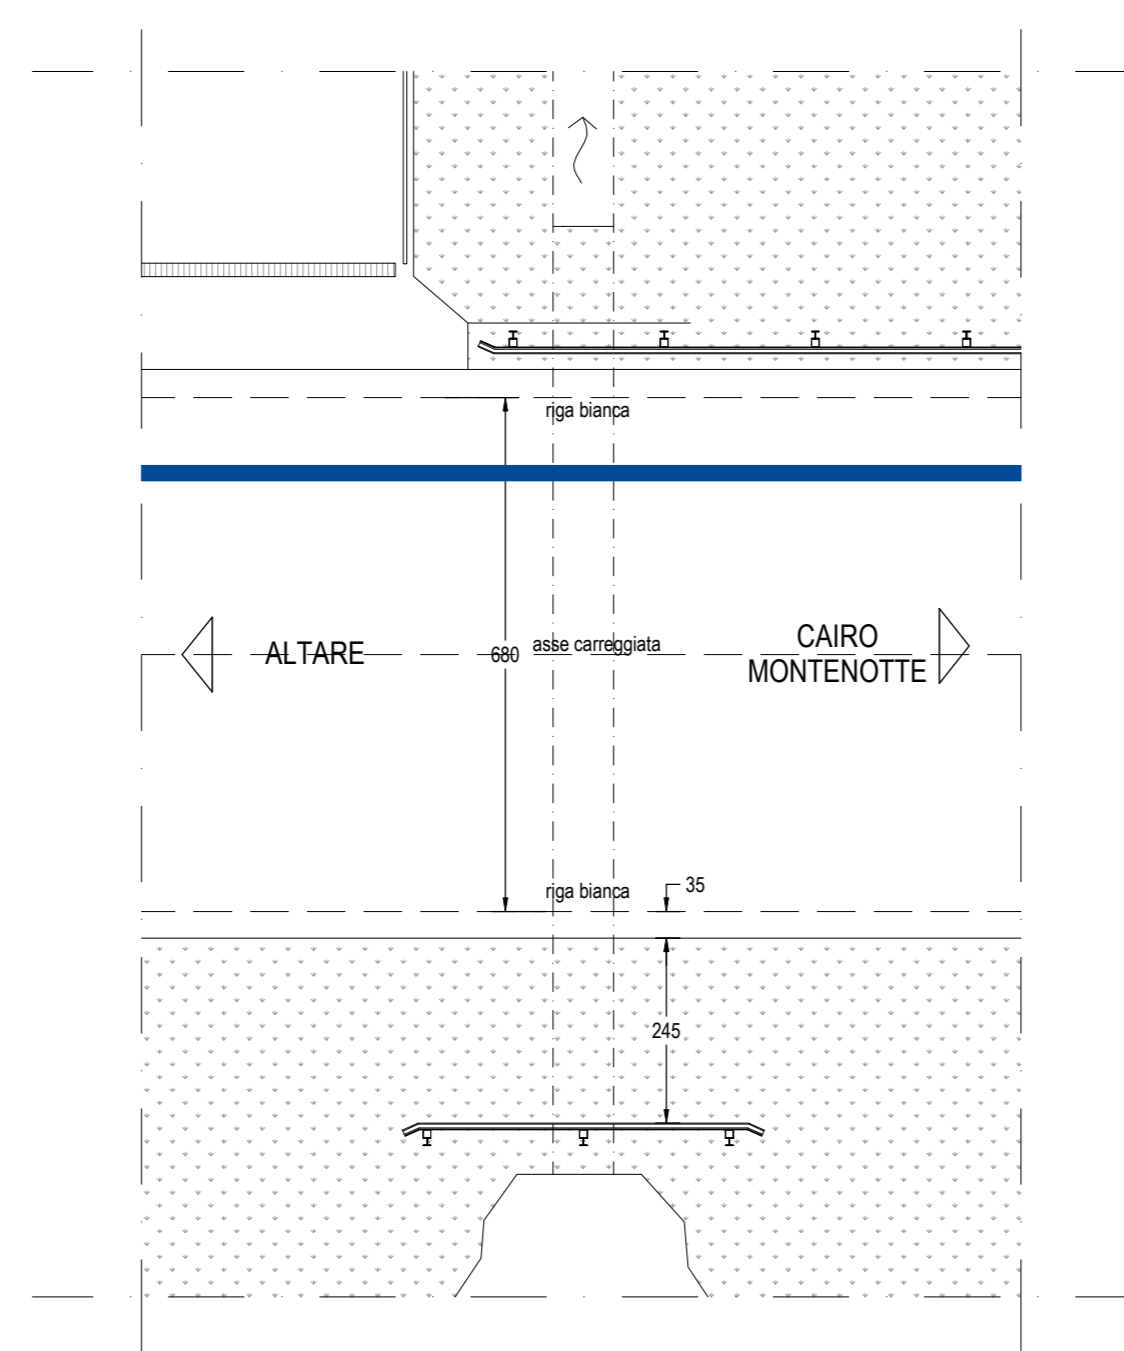 riga bianca
ALTARE
680
asse carreggiata
CAIRO
MONTENOTTE
riga bianca
35
245